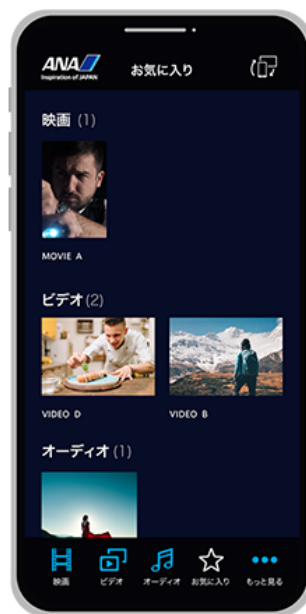 ANA
Inspiration of JAPAN
お気に入り
映画 (1)
MOVIE A
ビデオ(2)
VIDEO D
VIDEO B
オーディオ (1)
映画
ビデオ
オーディオ
お気に入り
もっと見る